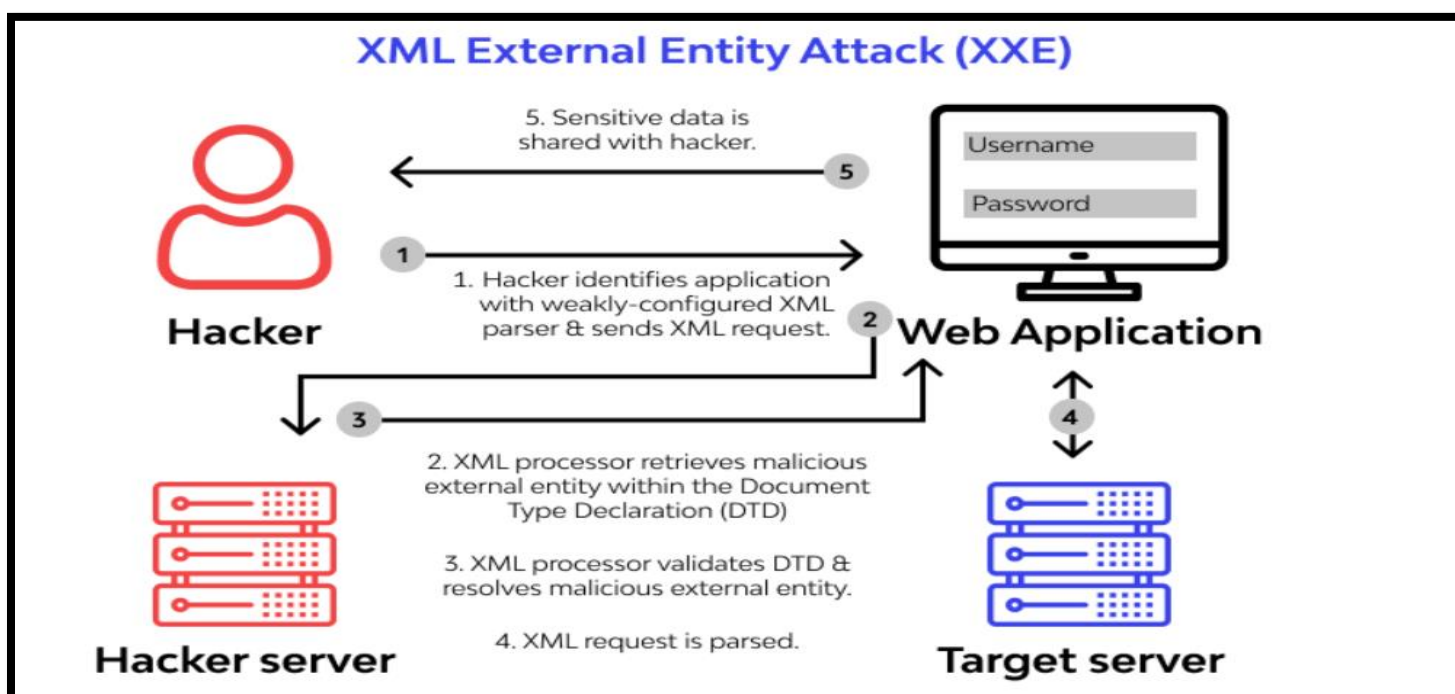 XML External Entity Attack (XXE)
5. Sensitive data is
shared with hacker.
5
Username
Password
1
1. Hacker identifies application
with weakly-configured XML
parser & sends XML request.
Hacker
2
Web Application
3
4
2. XML processor retrieves malicious
external entity within the Document
Type Declaration (DTD)
3. XML processor validates DTD &
resolves malicious external entity.
4. XML request is parsed.
Hacker server
Target server